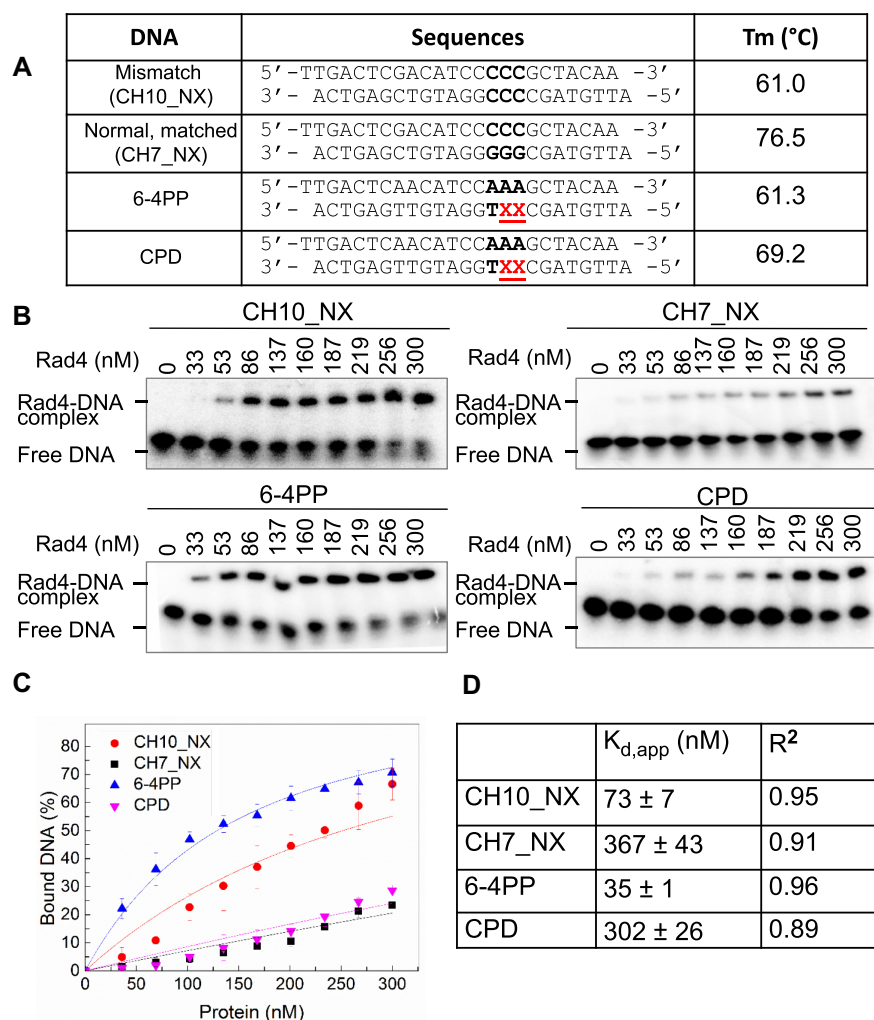 A
DNA Sequences Tm (°C)
Mismatch (CH10_NX) 5′-TTGACTCGACATCCCCCGCTACAA -3′ 61.0
3′- ACTGAGCTGTAGGCCCCGATGTTA -5′
Normal, matched (CH7_NX) 5′-TTGACTCGACATCCCCCGCTACAA -3′ 76.5
3′- ACTGAGCTGTAGGGGGCGATGTTA -5′
6-4PP 5′-TTGACTCAACATCCAAAGCTACAA -3′ 61.3
3′- ACTGAGTTGTAGGTXXCGATGTTA -5′
CPD 5′-TTGACTCAACATCCAAAGCTACAA -3′ 69.2
3′- ACTGAGTTGTAGGTXXCGATGTTA -5′
B
CH10_NX
Rad4 (nM) 0 33 53 86 137 160 187 219 256 300
Rad4-DNA
complex
Free DNA
CH7_NX
Rad4 (nM) 0 33 53 86 137 160 187 219 256 300
Rad4-DNA
complex
Free DNA
6-4PP
Rad4 (nM) 0 33 53 86 137 160 187 219 256 300
Rad4-DNA
complex
Free DNA
CPD
Rad4 (nM) 0 33 53 86 137 160 187 219 256 300
Rad4-DNA
complex
Free DNA
C
Bound DNA (%)
80
70
60
50
40
30
20
10
0
CH10_NX
CH7_NX
6-4PP
CPD
0 50 100 150 200 250 300
Protein (nM)
D
Kd,app (nM) R²
CH10_NX 73 ± 7 0.95
CH7_NX 367 ± 43 0.91
6-4PP 35 ± 1 0.96
CPD 302 ± 26 0.89